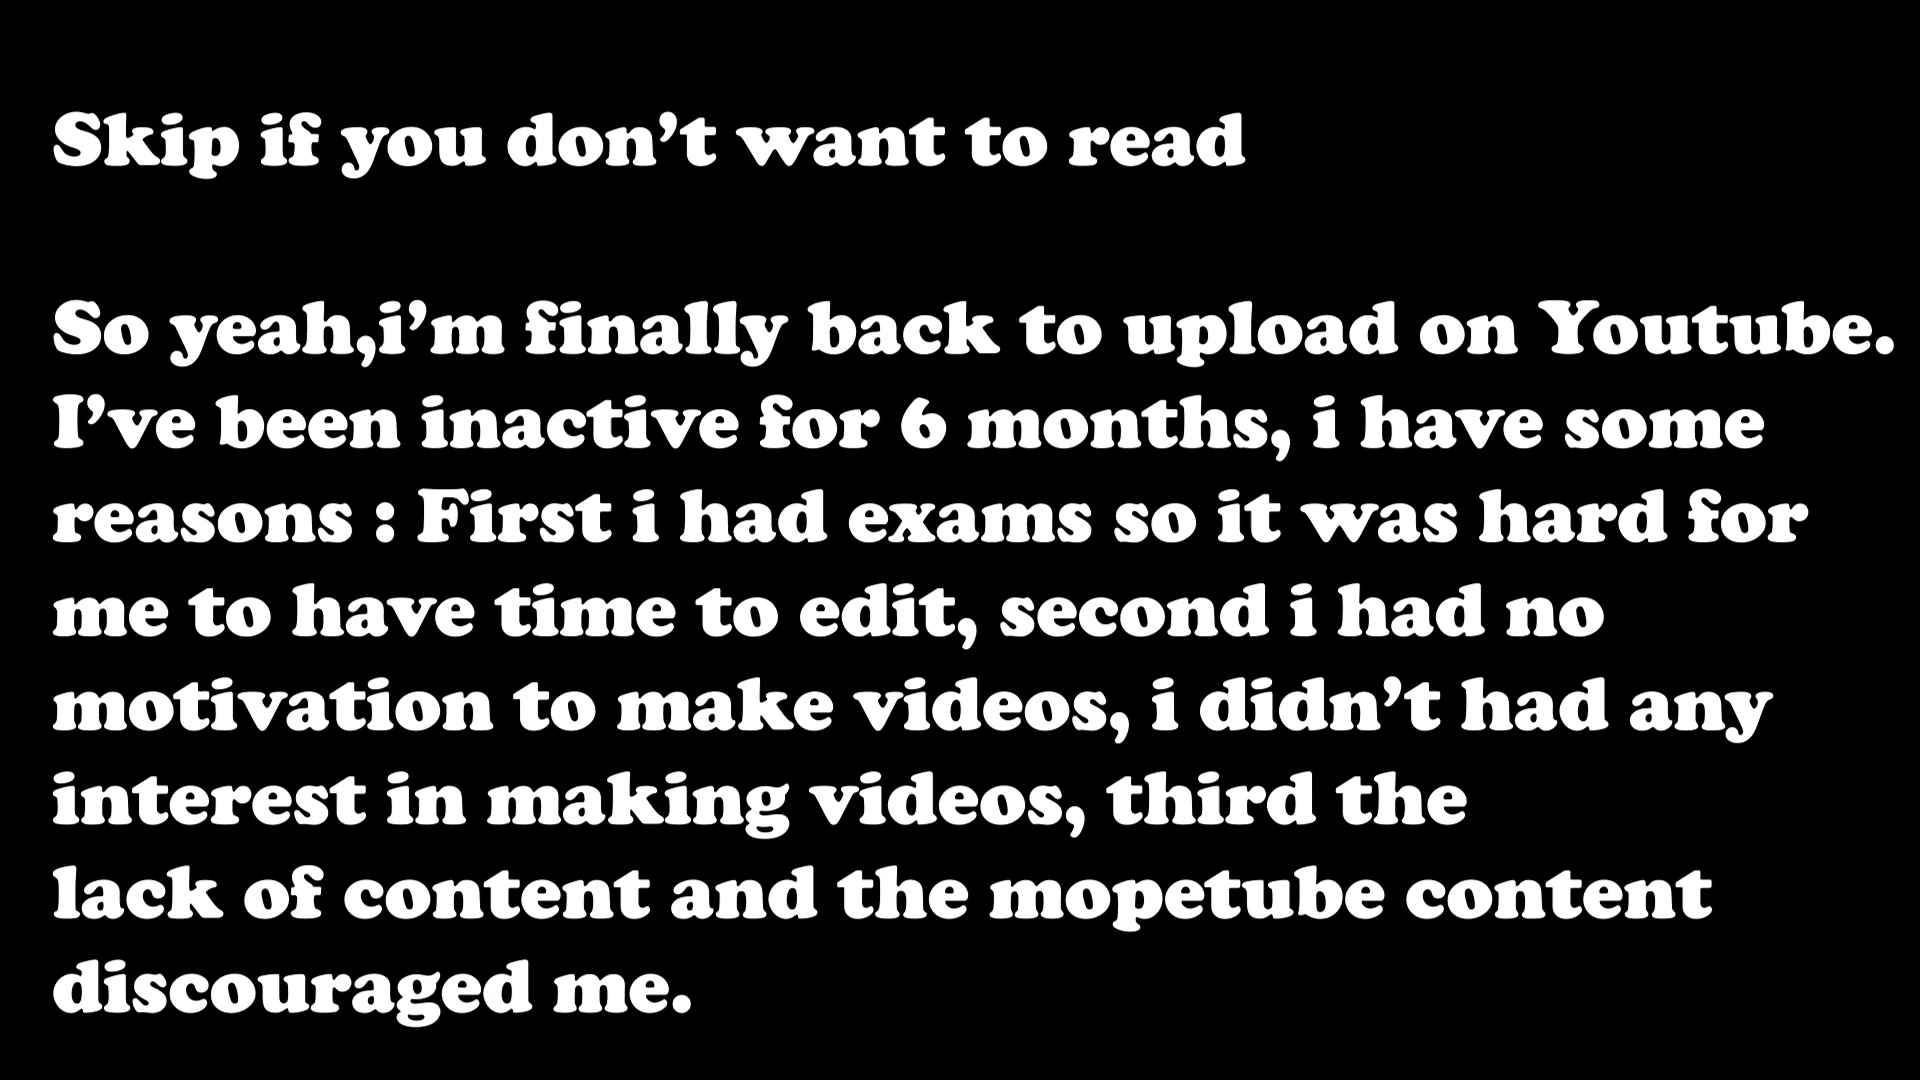 Skip if you don’t want to read
So yeah,i’m finally back to upload on Youtube.
I’ve been inactive for 6 months, i have some
reasons : First i had exams so it was hard for
me to have time to edit, second i had no
motivation to make videos, i didn’t had any
interest in making videos, third the
lack of content and the mopetube content
discouraged me.